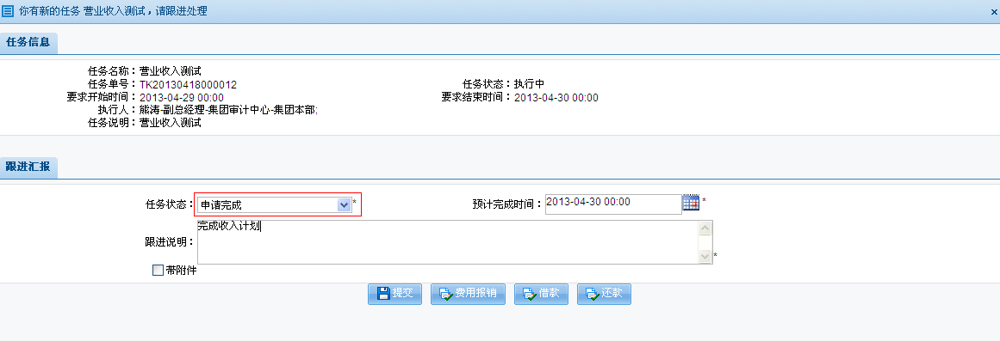 你有新的任务 营业收入测试，请跟进处理
任务信息
任务名称：营业收入测试
任务单号：TK20130418000012 任务状态：执行中
要求开始时间：2013-04-29 00:00 要求结束时间：2013-04-30 00:00
执行人：熊涛-副总经理-集团审计中心-集团本部;
任务说明：营业收入测试
跟进汇报
任务状态：申请完成* 预计完成时间：2013-04-30 00:00 *
跟进说明：完成收入计划 *
带附件
提交 费用报销 借款 还款